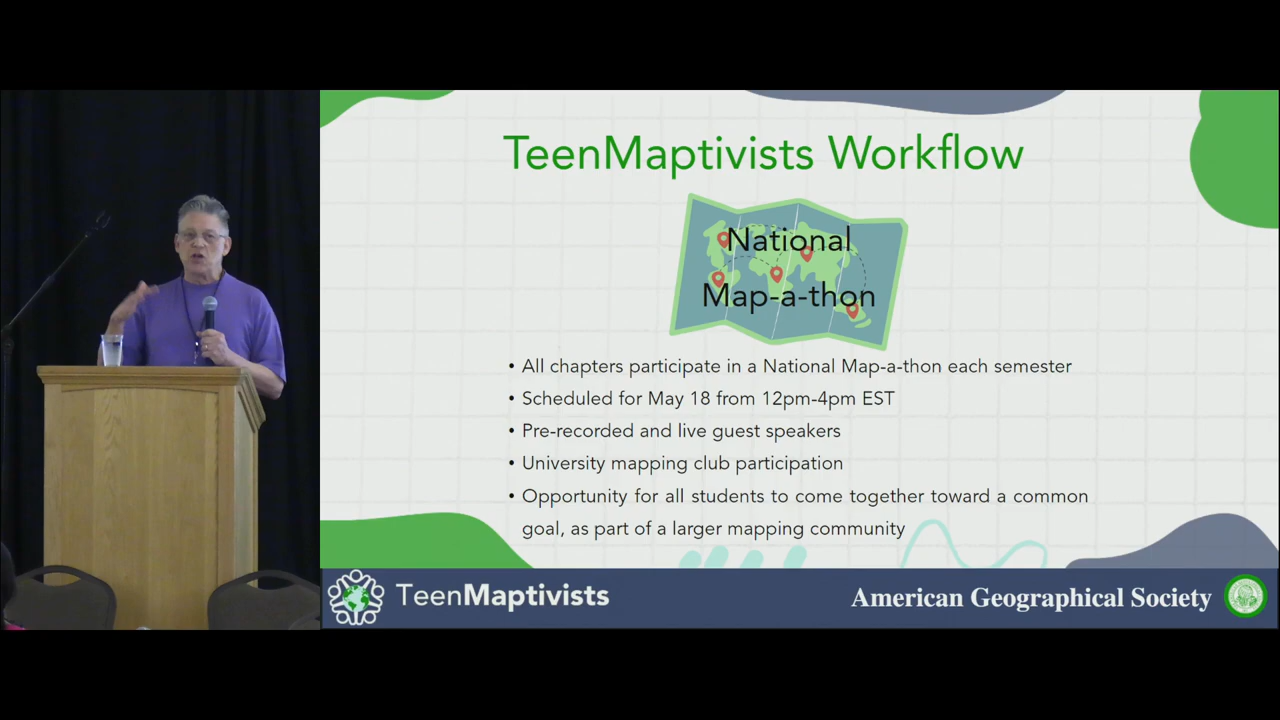 TeenMaptivists Workflow
National
Map-a-thon
• All chapters participate in a National Map-a-thon each semester
• Scheduled for May 18 from 12pm-4pm EST
• Pre-recorded and live guest speakers
• University mapping club participation
• Opportunity for all students to come together toward a common
goal, as part of a larger mapping community
TeenMaptivists
American Geographical Society